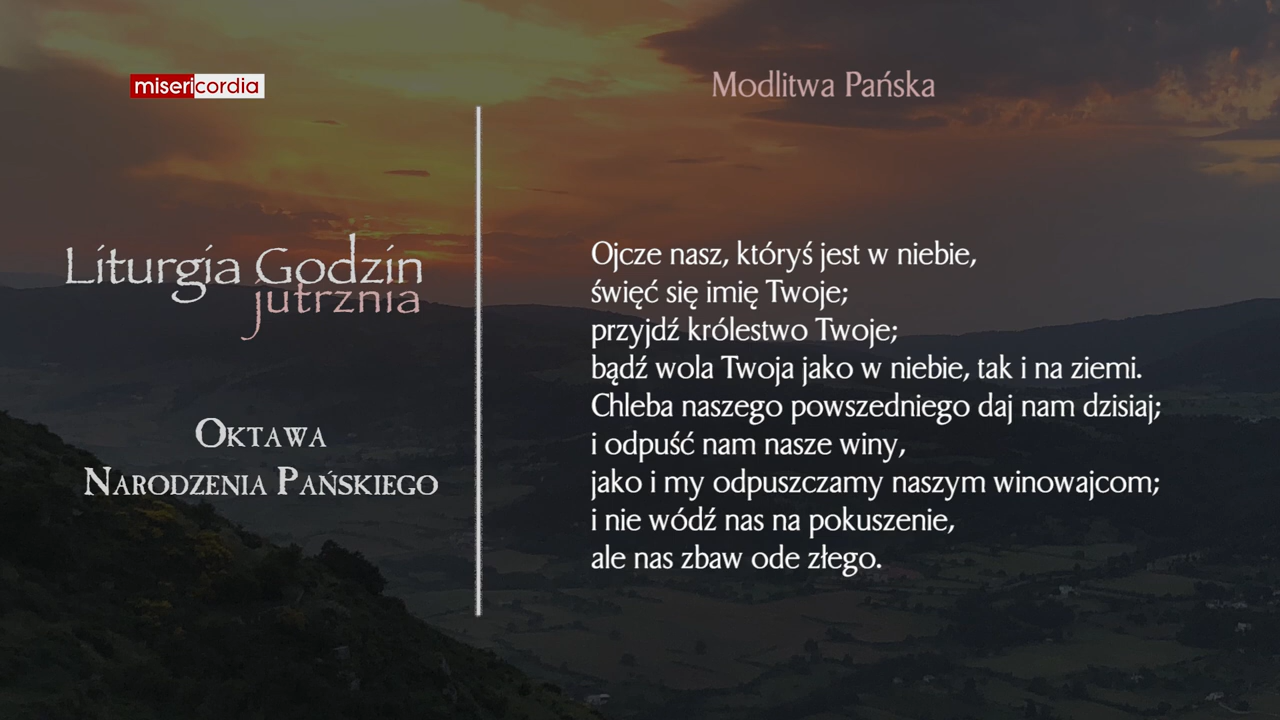 misericordia
Liturgia Godzin
jutrznia
Oktawa
Narodzenia Pańskiego
Modlitwa Pańska
Ojcze nasz, któryś jest w niebie,
święć się imię Twoje;
przyjdź królestwo Twoje;
bądź wola Twoja jako w niebie, tak i na ziemi.
Chleba naszego powszedniego daj nam dzisiaj;
i odpuść nam nasze winy,
jako i my odpuszczamy naszym winowajcom;
i nie wódź nas na pokuszenie,
ale nas zbaw ode złego.